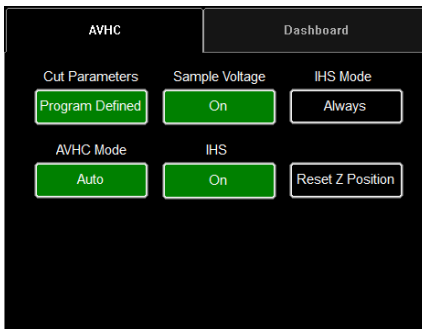 AVHC Dashboard
Cut Parameters Sample Voltage IHS Mode
Program Defined On Always
AVHC Mode IHS
Auto On Reset Z Position